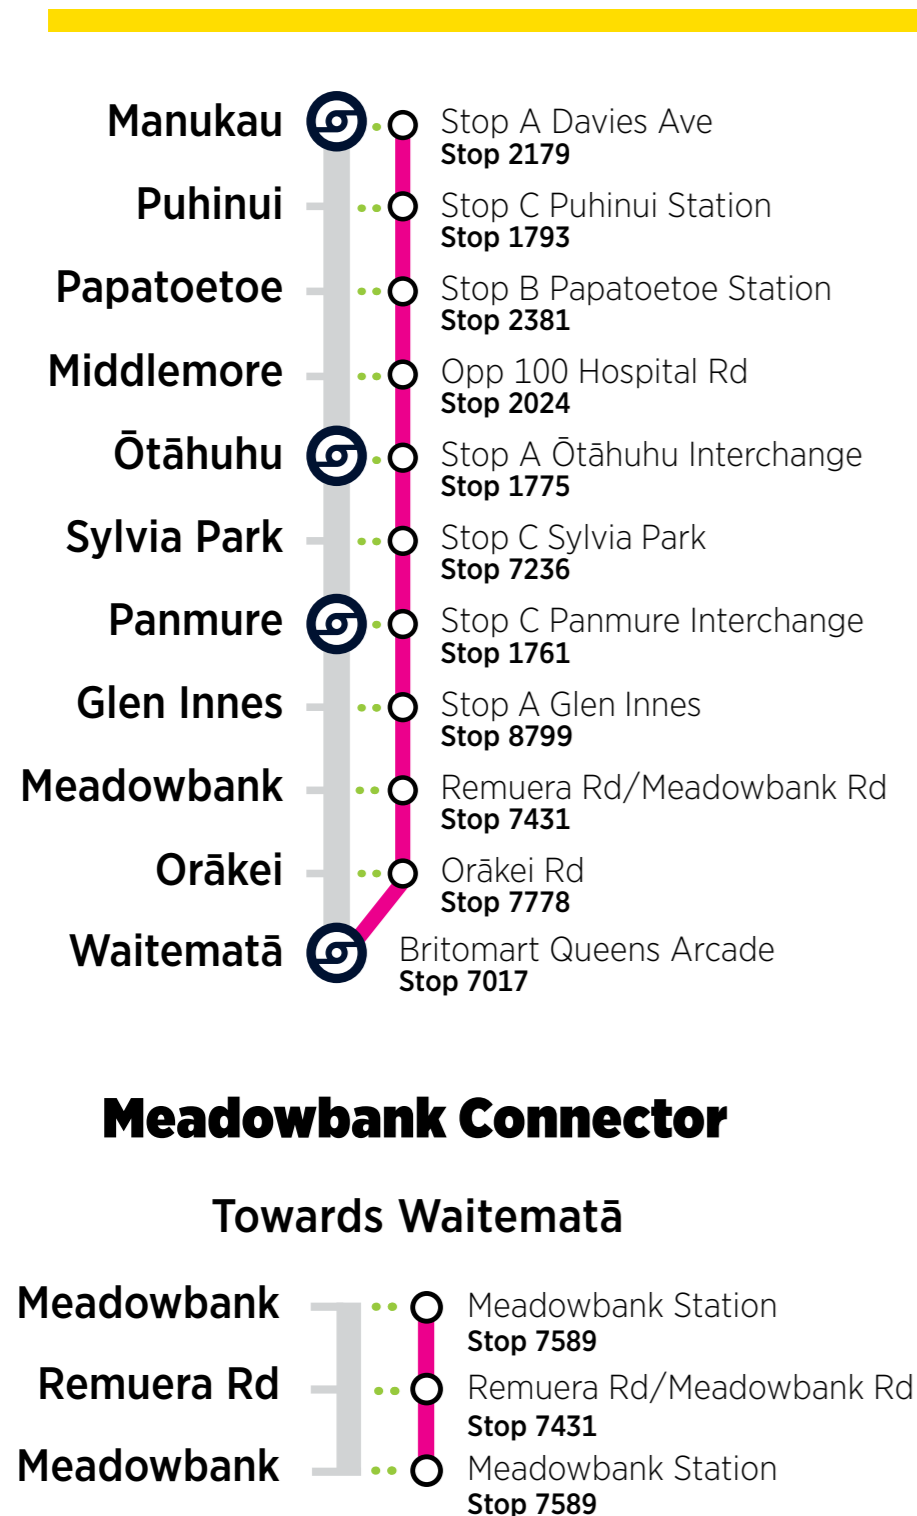 Manukau
Stop A Davies Ave
Stop 2179
Puhinui
Stop C Puhinui Station
Stop 1793
Papatoetoe
Stop B Papatoetoe Station
Stop 2381
Middlemore
Opp 100 Hospital Rd
Stop 2024
Ōtāhuhu
Stop A Ōtāhuhu Interchange
Stop 1775
Sylvia Park
Stop C Sylvia Park
Stop 7236
Panmure
Stop C Panmure Interchange
Stop 1761
Glen Innes
Stop A Glen Innes
Stop 8799
Meadowbank
Remuera Rd/Meadowbank Rd
Stop 7431
Orākei
Orākei Rd
Stop 7778
Waitematā
Britomart Queens Arcade
Stop 7017
Meadowbank Connector
Towards Waitematā
Meadowbank
Meadowbank Station
Stop 7589
Remuera Rd
Remuera Rd/Meadowbank Rd
Stop 7431
Meadowbank
Meadowbank Station
Stop 7589